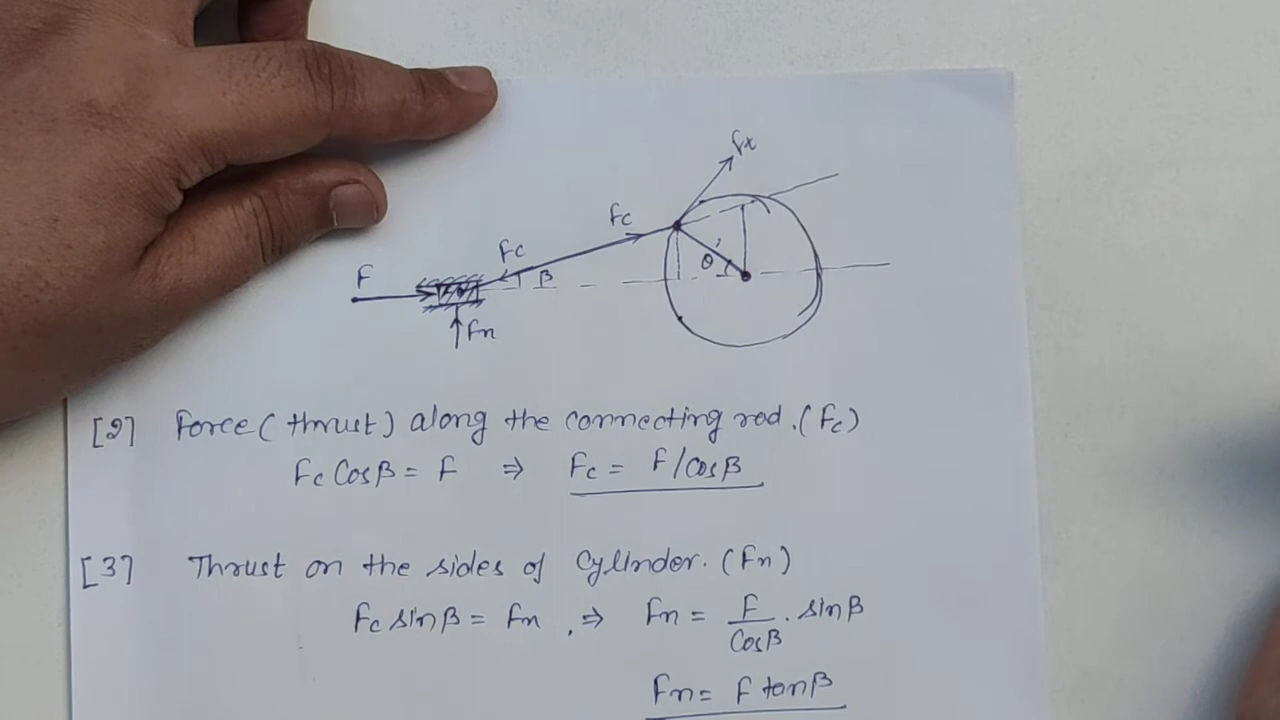 Fx
Fc
Fc
θ
β
F
Fn
[2] Force (thrust) along the connecting rod. (Fc)
Fc Cosβ = F ⇒ Fc = F/Cosβ
[3] Thrust on the sides of Cylinder. (Fn)
Fc sinβ = Fn, ⇒ Fn = F/Cosβ . sinβ
Fn = F tanβ